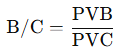 B/C = PVB
PVC